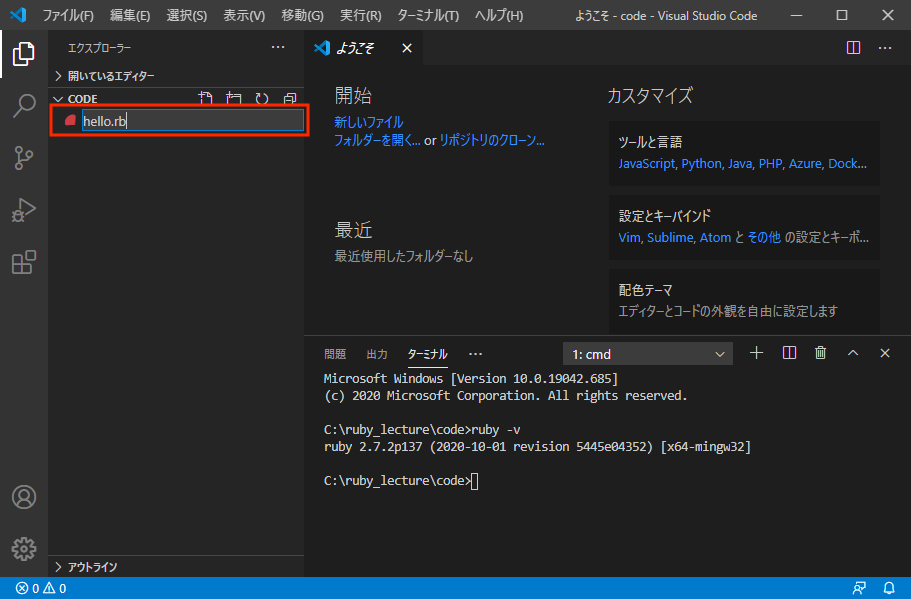 ファイル(F) 編集(E) 選択(S) 表示(V) 移動(G) 実行(R) ターミナル(T) ヘルプ(H) ようこそ - code - Visual Studio Code
エクスプローラー ···
開いているエディター
CODE
hello.rb
アウトライン
ようこそ
開始
新しいファイル
フォルダーを開く... or リポジトリのクローン...
最近
最近使用したフォルダーなし
カスタマイズ
ツールと言語
JavaScript, Python, Java, PHP, Azure, Dock...
設定とキーバインド
Vim, Sublime, Atom と その他 の設定とキーボ...
配色テーマ
エディターとコードの外観を自由に設定します
問題 出力 ターミナル ··· 1: cmd
Microsoft Windows [Version 10.0.19042.685]
(c) 2020 Microsoft Corporation. All rights reserved.
C:\ruby_lecture\code>ruby -v
ruby 2.7.2p137 (2020-10-01 revision 5445e04352) [x64-mingw32]
C:\ruby_lecture\code>
0 0